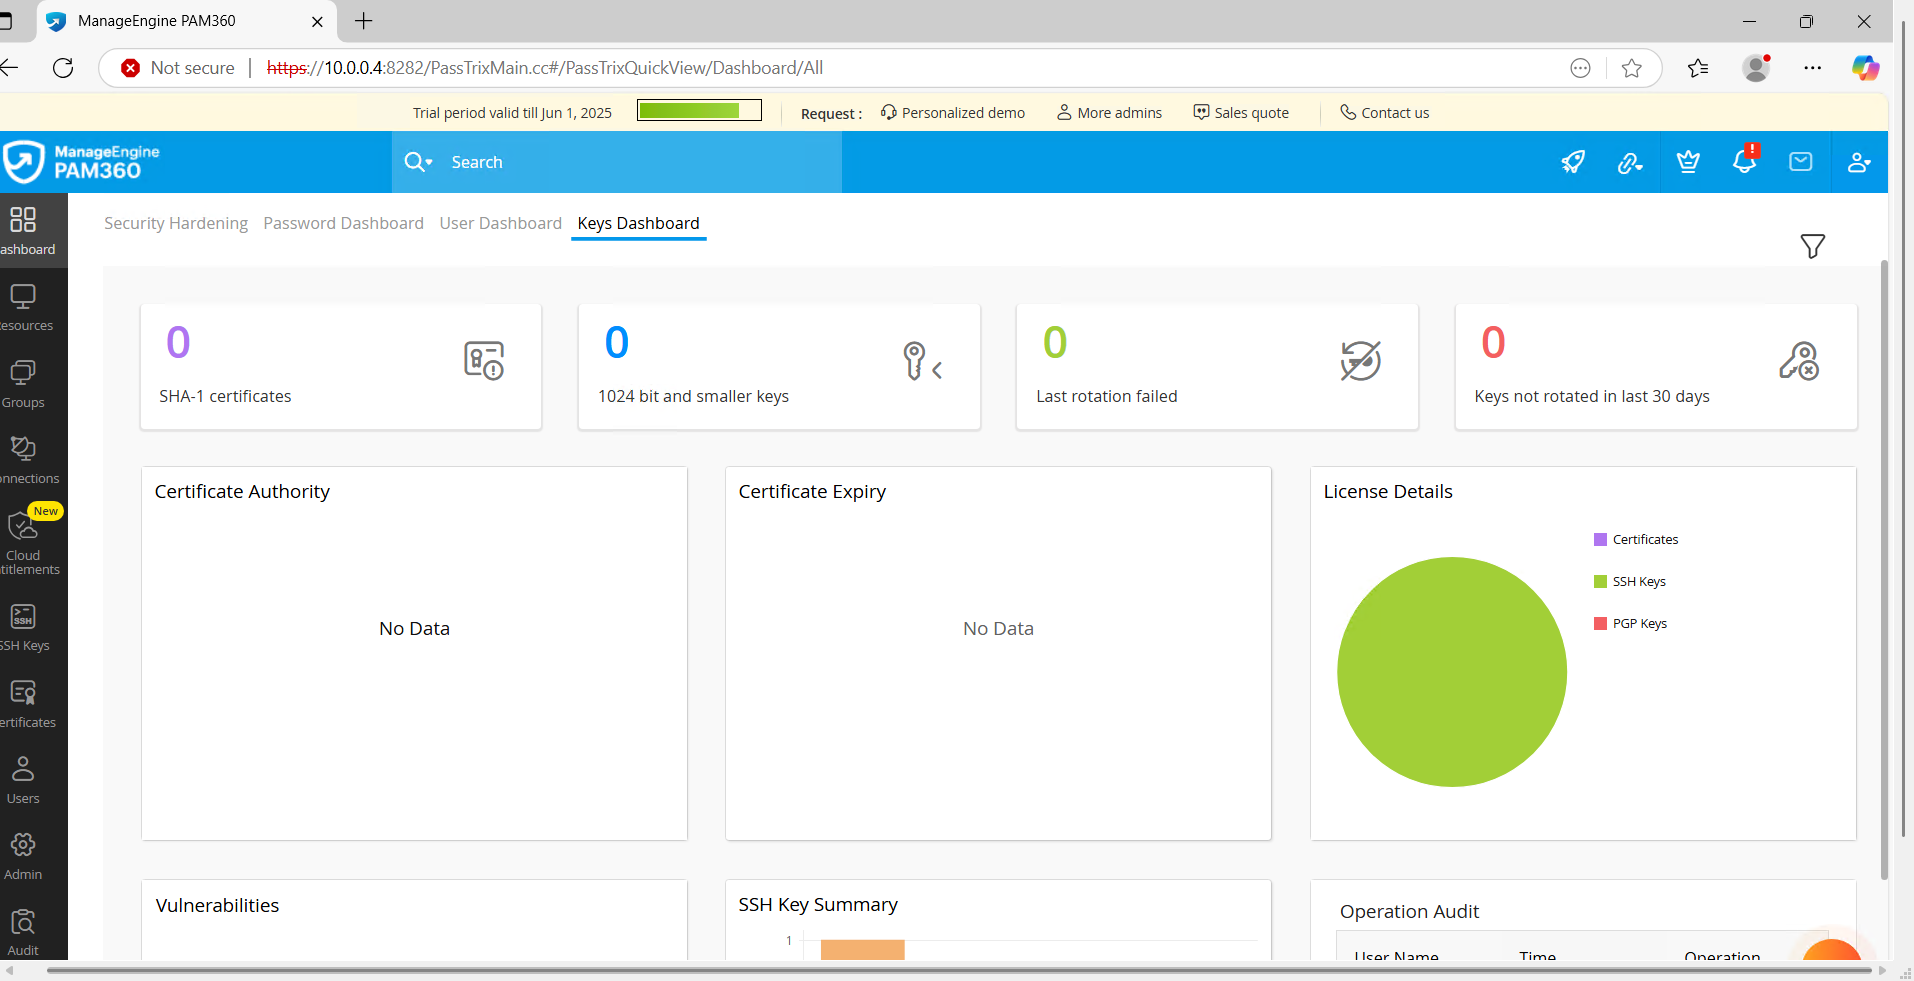 ManageEngine PAM360
Not secure https://10.0.0.4:8282/PassTrixMain.cc#/PassTrixQuickView/Dashboard/All
Trial period valid till Jun 1, 2025 Request : Personalized demo More admins Sales quote Contact us
ManageEngine
PAM360
Search
!
Security Hardening Password Dashboard User Dashboard Keys Dashboard
ashboard
esources
Groups
nnections
New
Cloud
titlements
SSH
SSH Keys
ertificates
Users
Admin
Audit
0
SHA-1 certificates
0
1024 bit and smaller keys
0
Last rotation failed
0
Keys not rotated in last 30 days
Certificate Authority
No Data
Certificate Expiry
No Data
License Details
Certificates
SSH Keys
PGP Keys
Vulnerabilities
SSH Key Summary
1
Operation Audit
User Name Time Operation